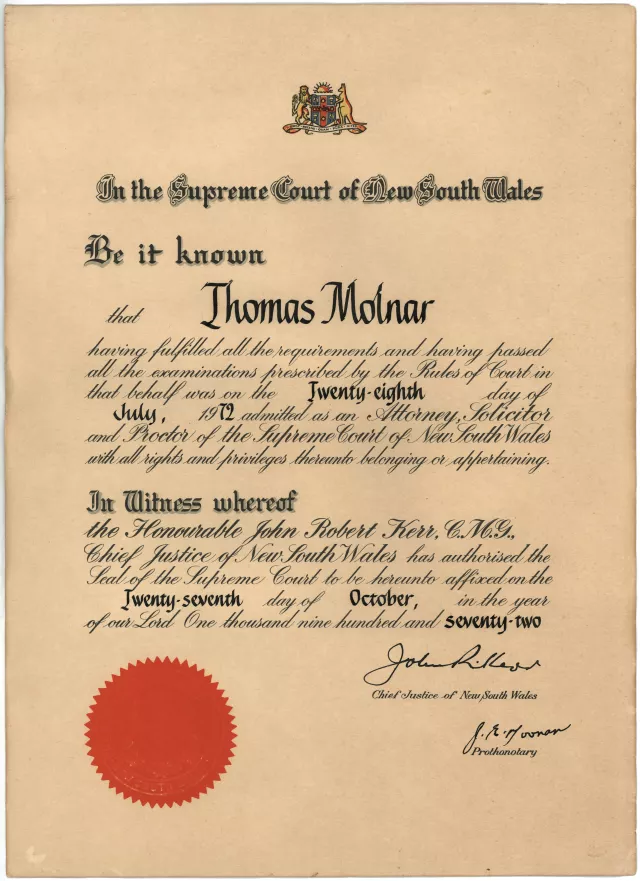 In the Supreme Court of New South Wales
Be it known
that Thomas Molnar
having fulfilled all the requirements and having passed
all the examinations prescribed by the Rules of Court in
that behalf was on the Twenty-eighth day of
July, 1972 admitted as an Attorney, Solicitor
and Proctor of the Supreme Court of New South Wales
with all rights and privileges thereunto belonging or appertaining.
In Witness whereof
the Honourable John Robert Kerr, C.M.G.,
Chief Justice of New South Wales has authorised the
Seal of the Supreme Court to be hereunto affixed on the
Twenty-seventh day of October, in the year
of our Lord One thousand nine hundred and seventy-two
Chief Justice of New South Wales
Prothonotary